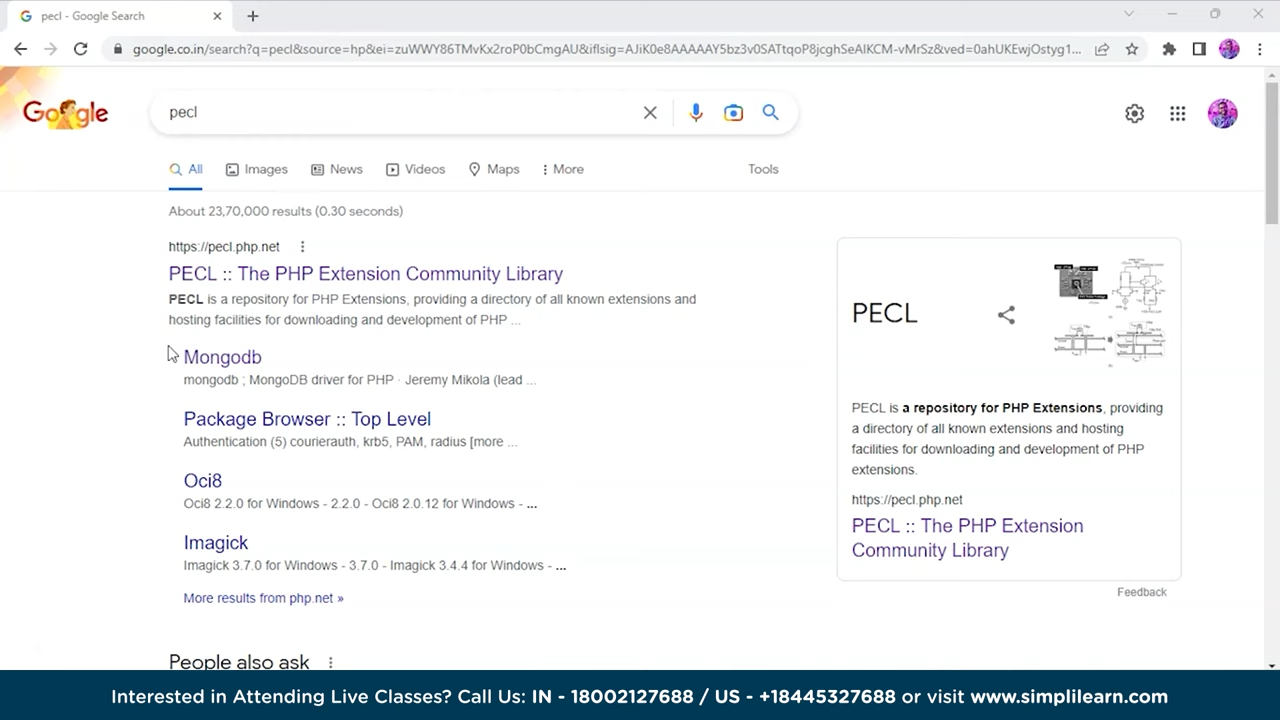 pecl - Google Search
google.co.in/search?q=pecl&source=hp&ei=zuWWY86TMvKx2roP0bCmgAU&iflsig=AJiK0e8AAAAAY5bz3v0SATtqoP8jcghSeAlKCM-vMrSz&ved=0ahUKEwjOstyg1...
Google
pecl
All Images News Videos Maps More Tools
About 23,70,000 results (0.30 seconds)
https://pecl.php.net
PECL :: The PHP Extension Community Library
PECL is a repository for PHP Extensions, providing a directory of all known extensions and
hosting facilities for downloading and development of PHP ...
Mongodb
mongodb ; MongoDB driver for PHP · Jeremy Mikola (lead ...
Package Browser :: Top Level
Authentication (5) courierauth, krb5, PAM, radius [more ...
Oci8
Oci8 2.2.0 for Windows - 2.2.0 - Oci8 2.0.12 for Windows - ...
Imagick
Imagick 3.7.0 for Windows - 3.7.0 - Imagick 3.4.4 for Windows - ...
More results from php.net »
People also ask
PECL
PECL is a repository for PHP Extensions, providing
a directory of all known extensions and hosting
facilities for downloading and development of PHP
extensions.
https://pecl.php.net
PECL :: The PHP Extension
Community Library
Feedback
Interested in Attending Live Classes? Call Us: IN - 18002127688 / US - +18445327688 or visit www.simplilearn.com